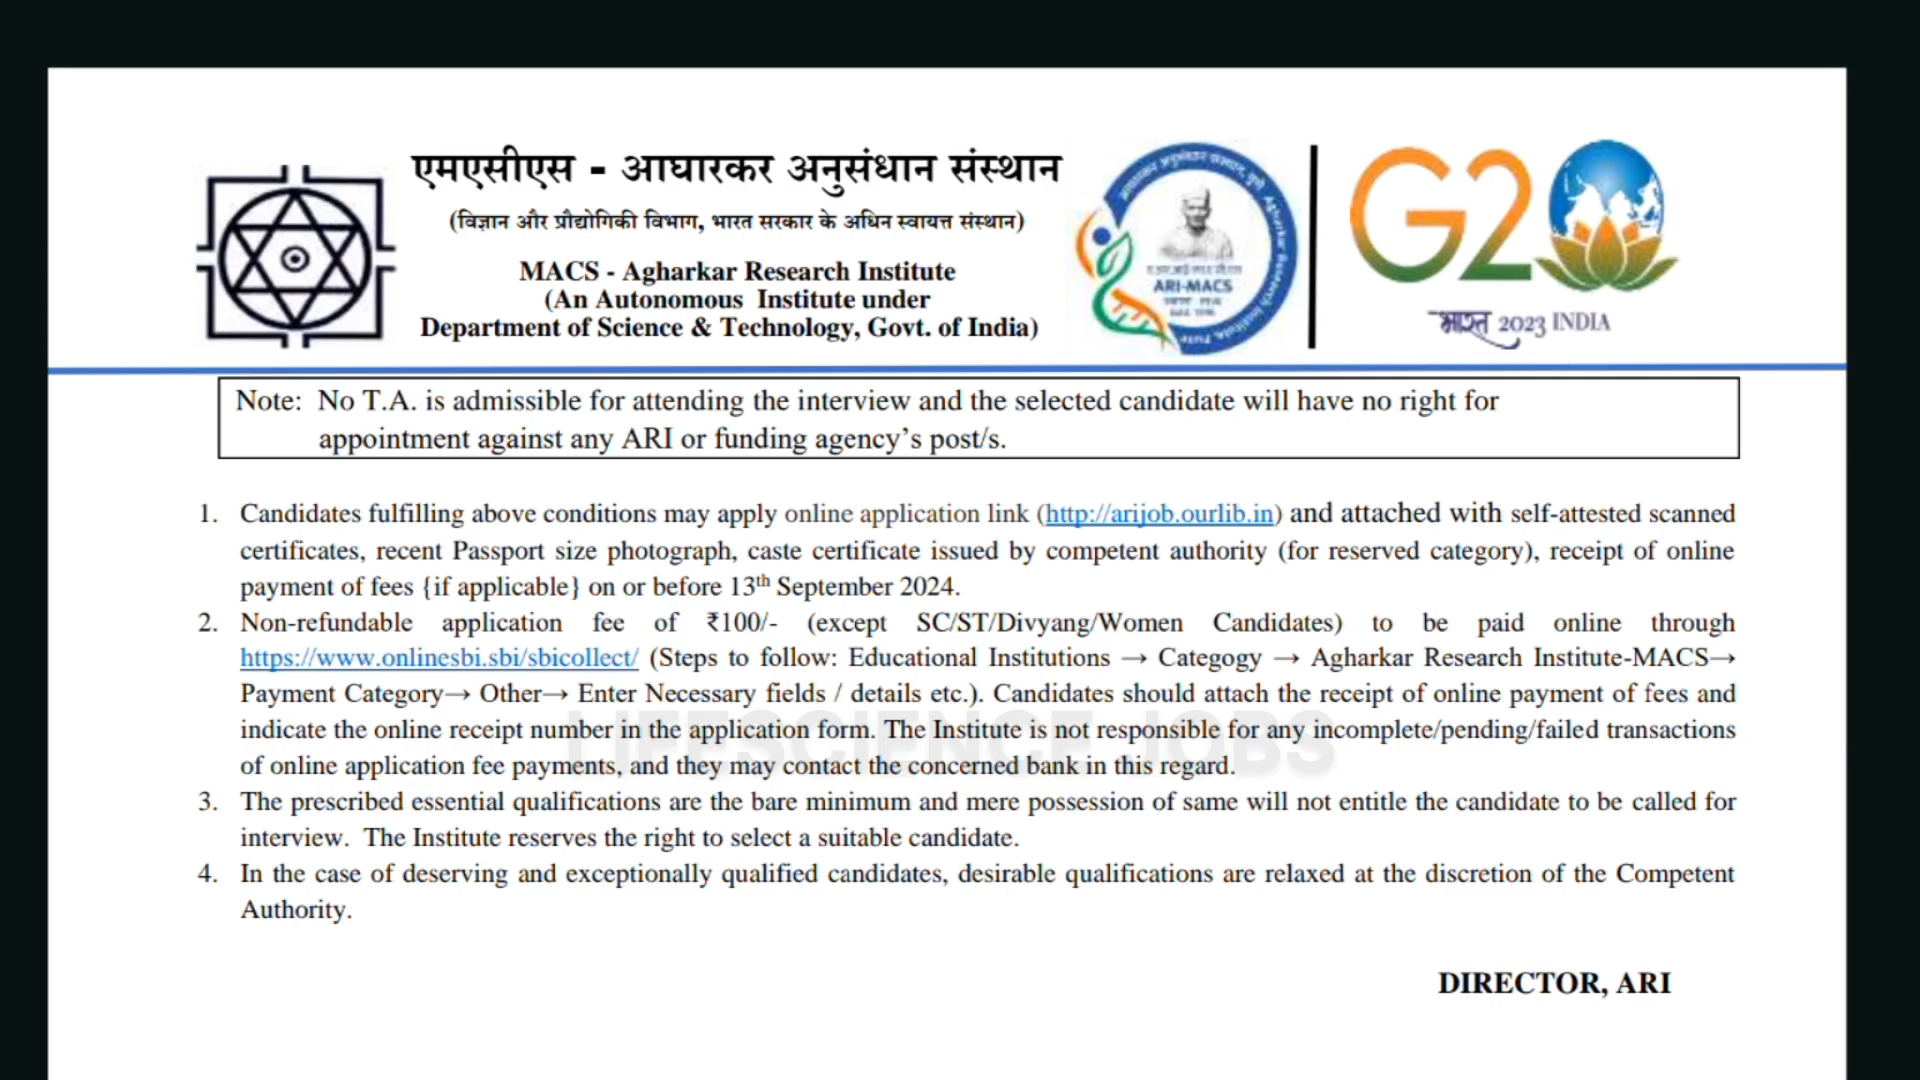 एमएसीएस - आघारकर अनुसंधान संस्थान
(विज्ञान और प्रौद्योगिकी विभाग, भारत सरकार के अधिन स्वायत्त संस्थान)
MACS - Agharkar Research Institute
(An Autonomous Institute under
Department of Science & Technology, Govt. of India)
ARI-MACS
G20
भारत 2023 INDIA
Note: No T.A. is admissible for attending the interview and the selected candidate will have no right for
appointment against any ARI or funding agency's post/s.
1. Candidates fulfilling above conditions may apply online application link (http://arijob.ourlib.in) and attached with self-attested scanned
certificates, recent Passport size photograph, caste certificate issued by competent authority (for reserved category), receipt of online
payment of fees {if applicable} on or before 13th September 2024.
2. Non-refundable application fee of ₹100/- (except SC/ST/Divyang/Women Candidates) to be paid online through
https://www.onlinesbi.sbi/sbicollect/ (Steps to follow: Educational Institutions → Categogy → Agharkar Research Institute-MACS→
Payment Category→ Other→ Enter Necessary fields / details etc.). Candidates should attach the receipt of online payment of fees and
indicate the online receipt number in the application form. The Institute is not responsible for any incomplete/pending/failed transactions
of online application fee payments, and they may contact the concerned bank in this regard.
LIFESCIENCE JOBS
3. The prescribed essential qualifications are the bare minimum and mere possession of same will not entitle the candidate to be called for
interview. The Institute reserves the right to select a suitable candidate.
4. In the case of deserving and exceptionally qualified candidates, desirable qualifications are relaxed at the discretion of the Competent
Authority.
DIRECTOR, ARI